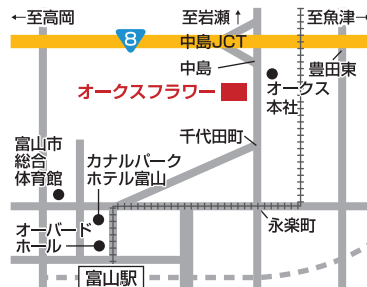 ←至高岡
至岩瀬↑
至魚津→
8
中島JCT
中島
豊田東
オークスフラワー
オークス
本社
千代田町
富山市
総合
体育館
カナルパーク
ホテル富山
オーバード
ホール
永楽町
富山駅